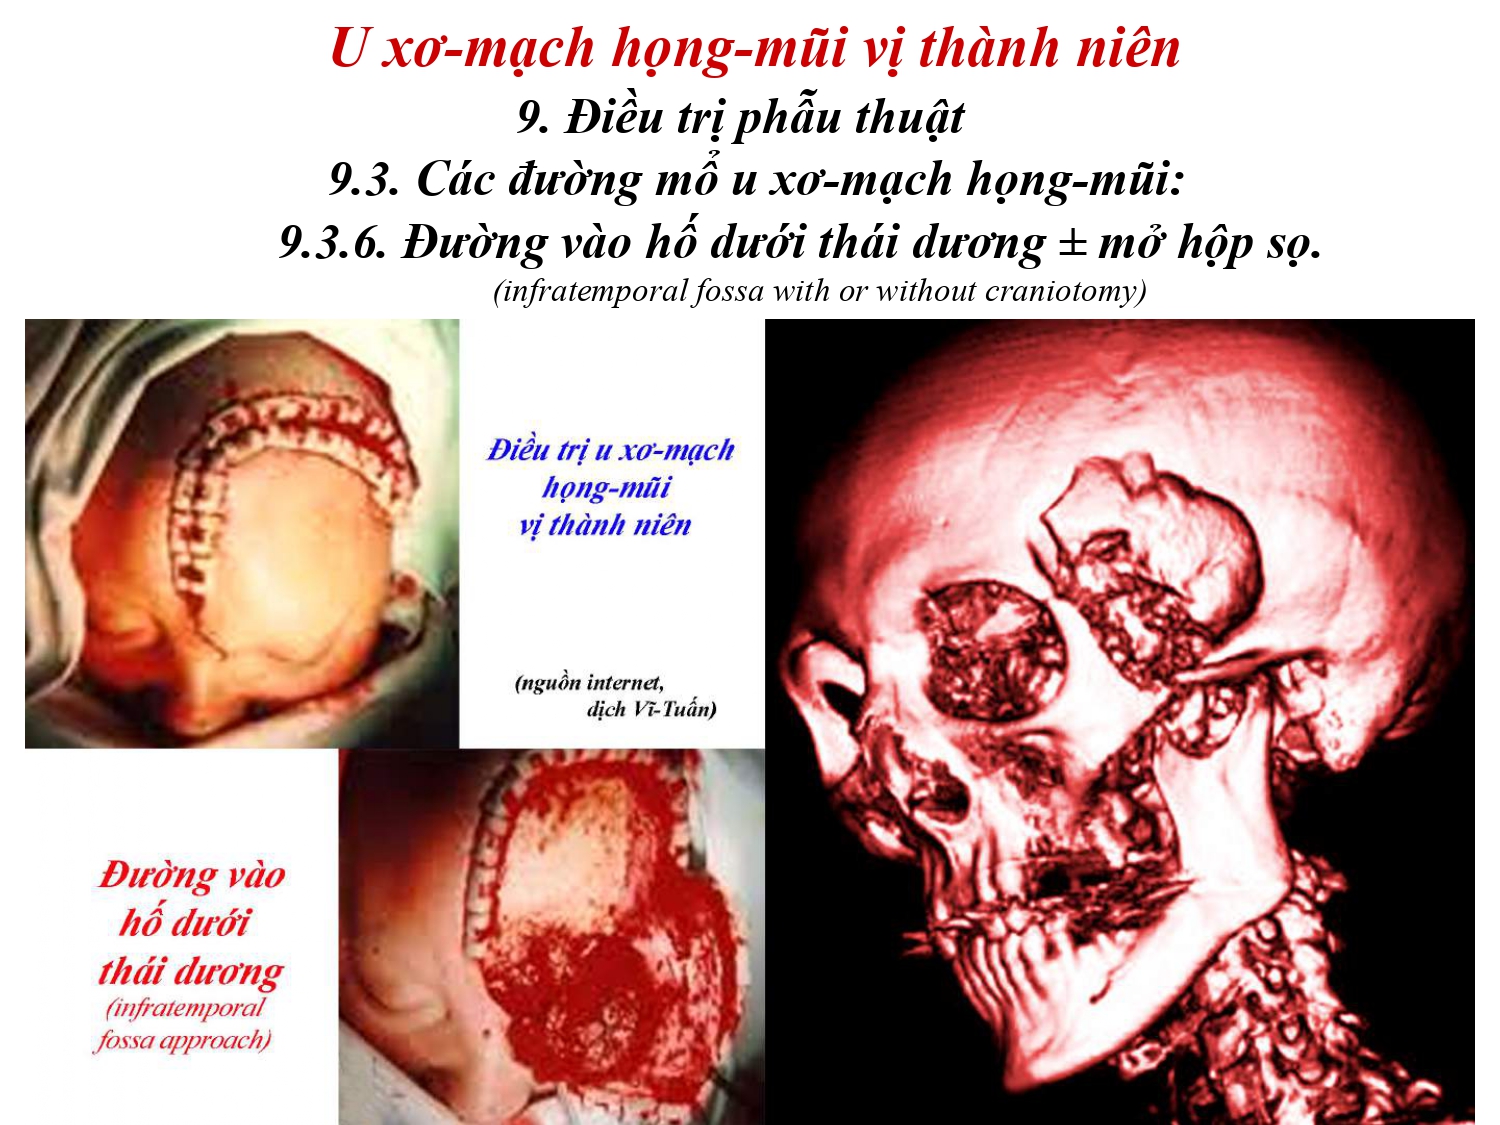 U xơ-mạch họng-mũi vị thành niên
9. Điều trị phẫu thuật
9.3. Các đường mổ u xơ-mạch họng-mũi:
9.3.6. Đường vào hố dưới thái dương ± mở hộp sọ.
(infratemporal fossa with or without craniotomy)
Điều trị u xơ-mạch
họng-mũi
vị thành niên
(nguồn internet,
dịch Vĩ-Tuấn)
Đường vào
hố dưới
thái dương
(infratemporal
fossa approach)